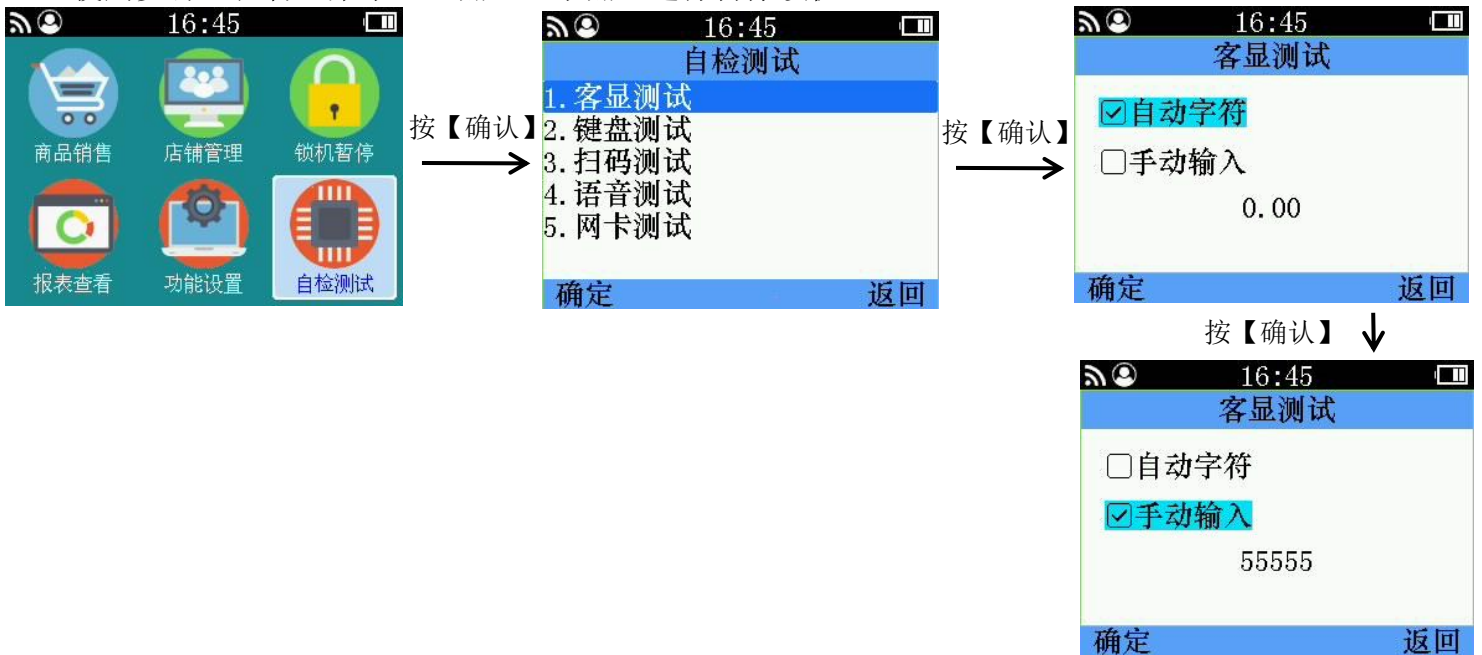 16:45
商品销售 店铺管理 锁机暂停
报表查看 功能设置 自检测试
按【确认】
16:45
自检测试
1.客显测试
2.键盘测试
3.扫码测试
4.语音测试
5.网卡测试
确定 返回
按【确认】
16:45
客显测试
自动字符
手动输入
0.00
确定 返回
按【确认】
16:45
客显测试
自动字符
手动输入
55555
确定 返回